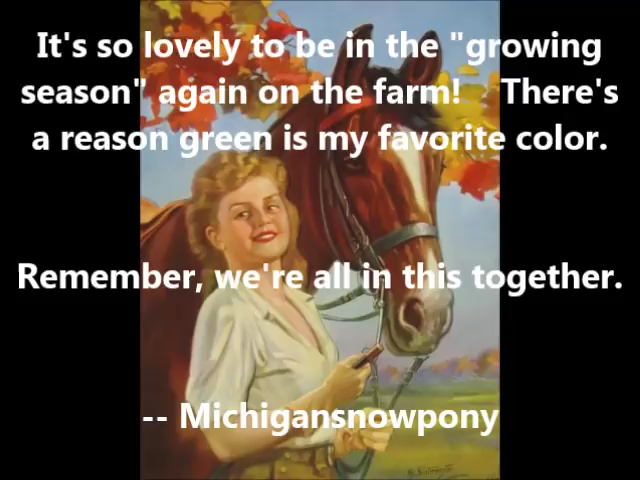 It's so lovely to be in the "growing
season" again on the farm! There's
a reason green is my favorite color.
Remember, we're all in this together.
-- Michigansnowpony